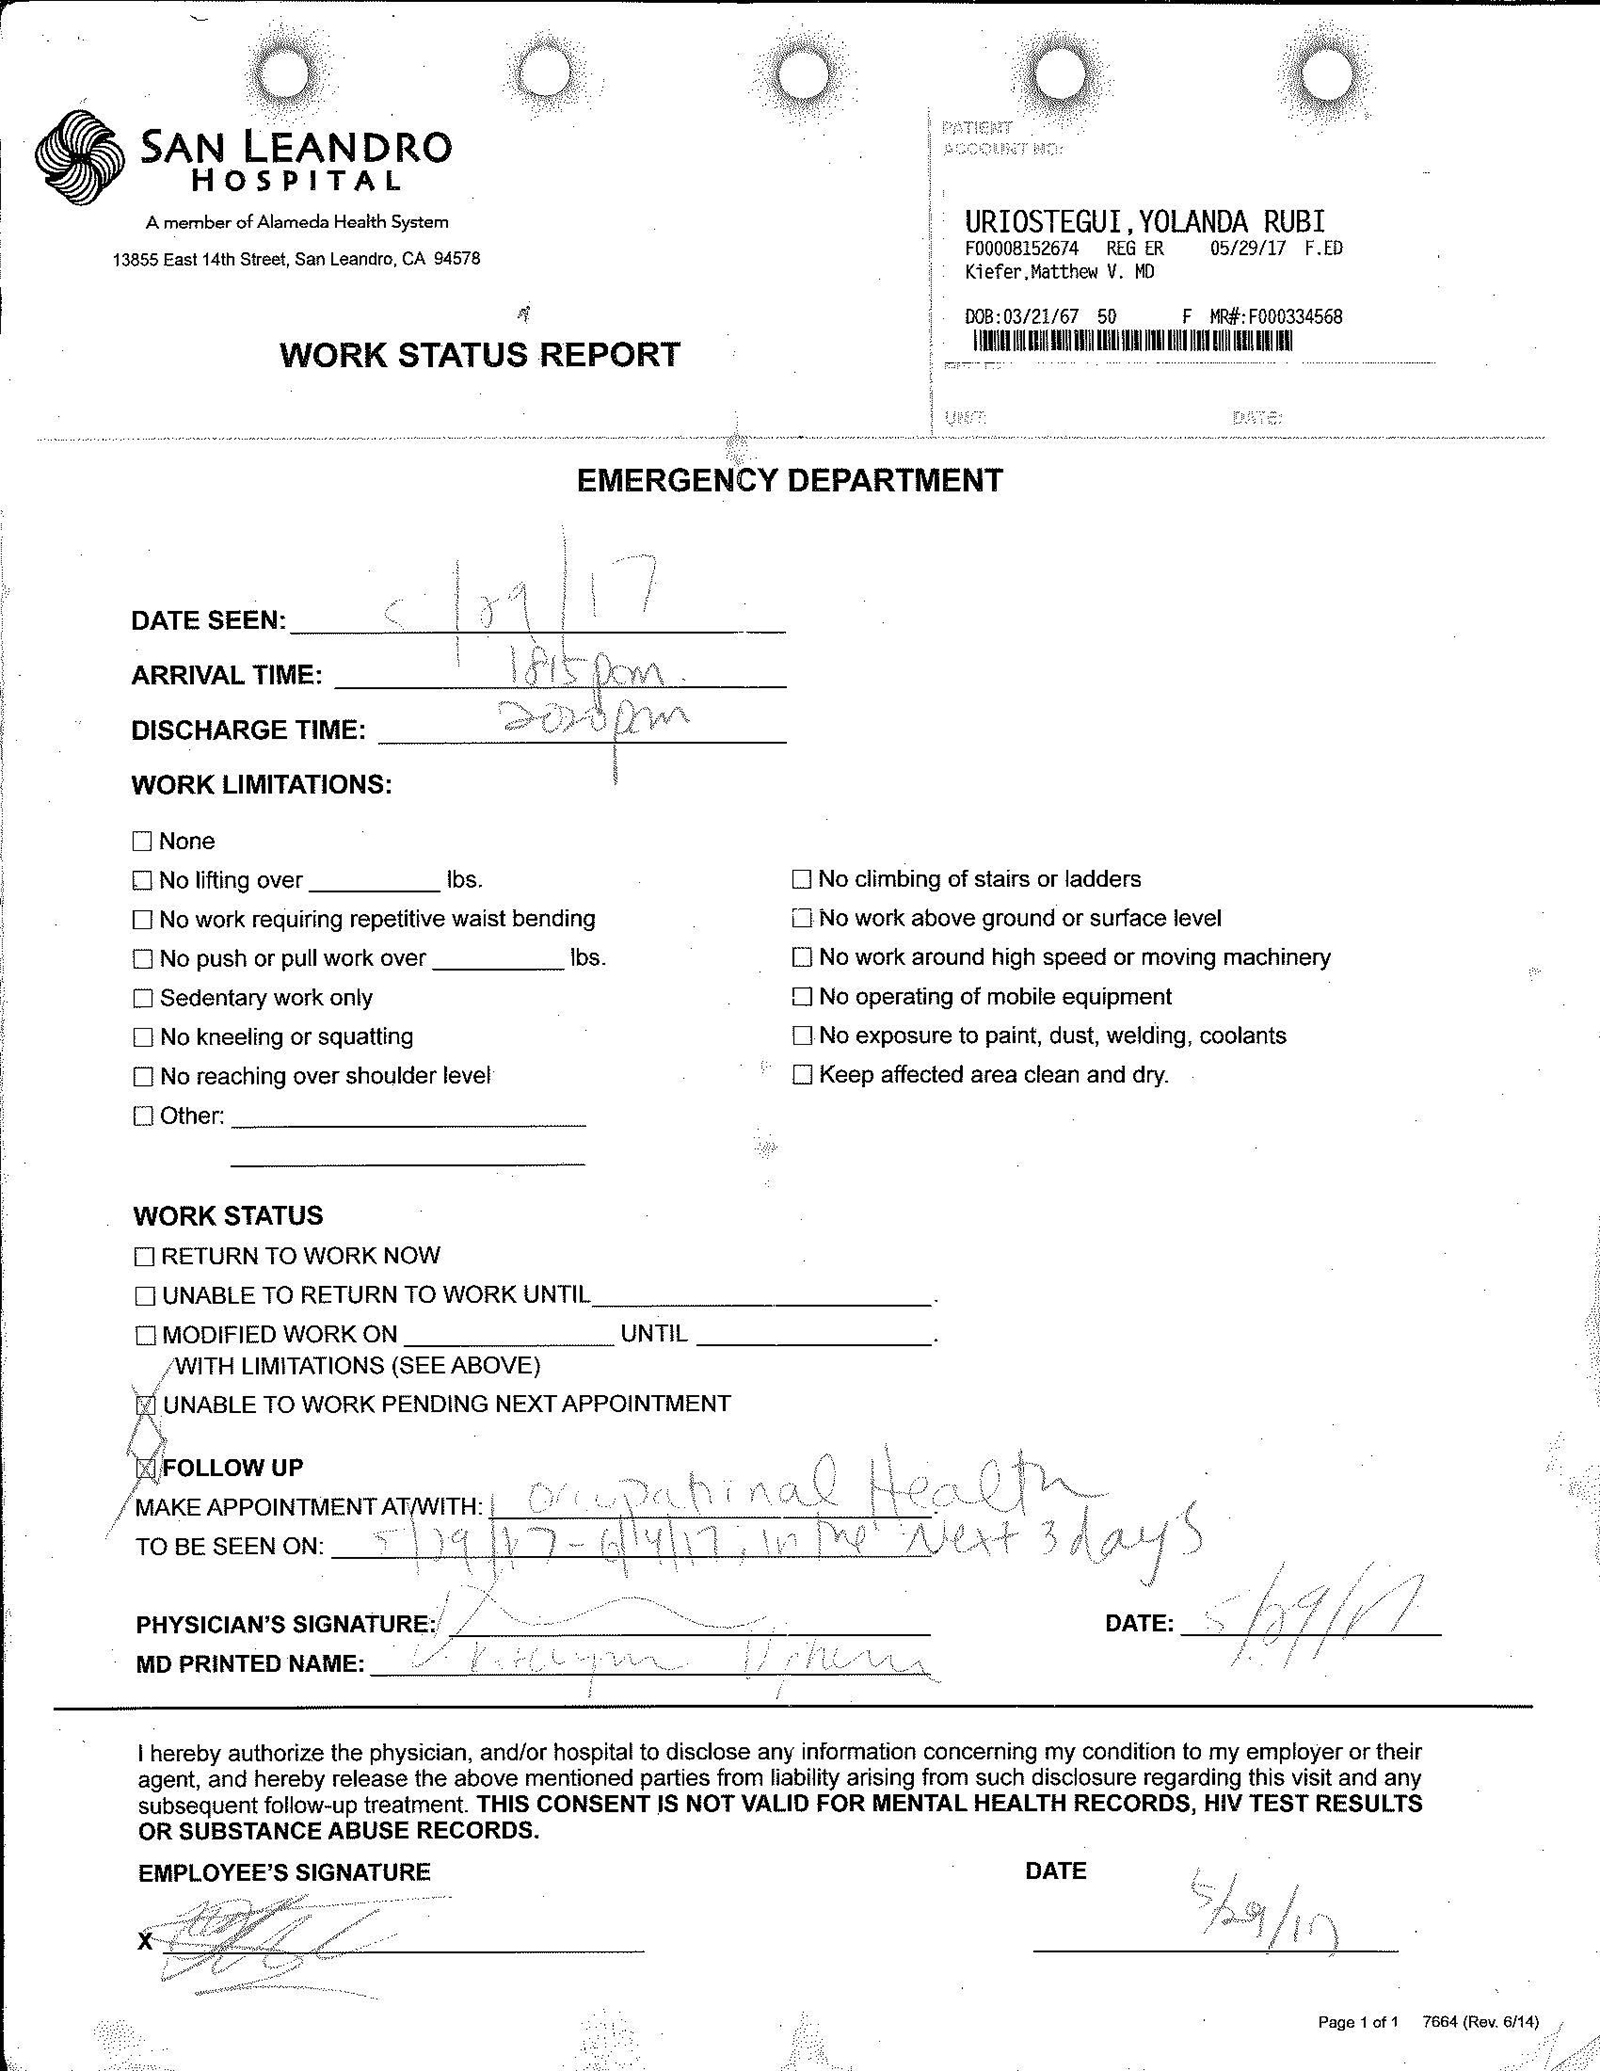 PATIENT
ACCOUNT NO:
SAN LEANDRO
HOSPITAL
A member of Alameda Health System
13855 East 14th Street, San Leandro, CA 94578
URIOSTEGUI,YOLANDA RUBI
F00008152674 REG ER 05/29/17 F.ED
Kiefer,Matthew V. MD
DOB:03/21/67 50 F MR#:F000334568
WORK STATUS REPORT
UNIT: DATE:
EMERGENCY DEPARTMENT
DATE SEEN: 5/29/17
ARRIVAL TIME: 1815 pm.
DISCHARGE TIME: 2020 pm
WORK LIMITATIONS:
☐ None
☐ No lifting over __________ lbs.
☐ No climbing of stairs or ladders
☐ No work requiring repetitive waist bending
☐ No work above ground or surface level
☐ No push or pull work over __________ lbs.
☐ No work around high speed or moving machinery
☐ Sedentary work only
☐ No operating of mobile equipment
☐ No kneeling or squatting
☐ No exposure to paint, dust, welding, coolants
☐ No reaching over shoulder level
☐ Keep affected area clean and dry.
☐ Other:
WORK STATUS
☐ RETURN TO WORK NOW
☐ UNABLE TO RETURN TO WORK UNTIL__________.
☐ MODIFIED WORK ON __________ UNTIL __________.
WITH LIMITATIONS (SEE ABOVE)
☒ UNABLE TO WORK PENDING NEXT APPOINTMENT
☒ FOLLOW UP
MAKE APPOINTMENT AT/WITH: Occupational Health
TO BE SEEN ON: 5/29/17 - 6/4/17; in the Next 3 days
PHYSICIAN'S SIGNATURE: DATE: 5/29/17
MD PRINTED NAME:
I hereby authorize the physician, and/or hospital to disclose any information concerning my condition to my employer or their
agent, and hereby release the above mentioned parties from liability arising from such disclosure regarding this visit and any
subsequent follow-up treatment. THIS CONSENT IS NOT VALID FOR MENTAL HEALTH RECORDS, HIV TEST RESULTS
OR SUBSTANCE ABUSE RECORDS.
EMPLOYEE'S SIGNATURE DATE
X 5/29/17
Page 1 of 1 7664 (Rev. 6/14)